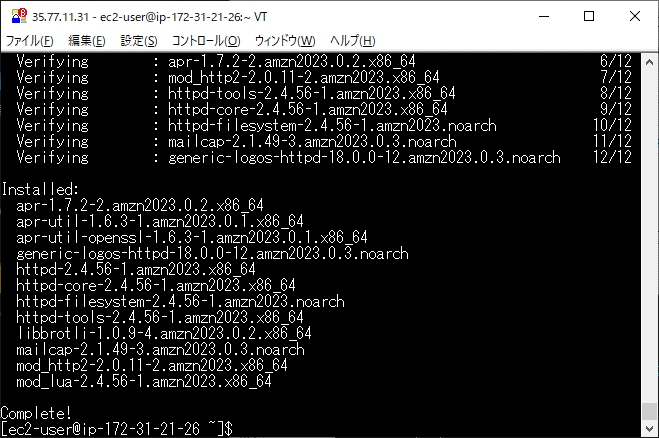 35.77.11.31 - ec2-user@ip-172-31-21-26:~ VT
ファイル(F) 編集(E) 設定(S) コントロール(O) ウィンドウ(W) ヘルプ(H)
  Verifying        : apr-1.7.2-2.amzn2023.0.2.x86_64                       6/12
  Verifying        : mod_http2-2.0.11-2.amzn2023.x86_64                    7/12
  Verifying        : httpd-tools-2.4.56-1.amzn2023.x86_64                  8/12
  Verifying        : httpd-core-2.4.56-1.amzn2023.x86_64                   9/12
  Verifying        : httpd-filesystem-2.4.56-1.amzn2023.noarch            10/12
  Verifying        : mailcap-2.1.49-3.amzn2023.0.3.noarch                 11/12
  Verifying        : generic-logos-httpd-18.0.0-12.amzn2023.0.3.noarch    12/12
Installed:
  apr-1.7.2-2.amzn2023.0.2.x86_64
  apr-util-1.6.3-1.amzn2023.0.1.x86_64
  apr-util-openssl-1.6.3-1.amzn2023.0.1.x86_64
  generic-logos-httpd-18.0.0-12.amzn2023.0.3.noarch
  httpd-2.4.56-1.amzn2023.x86_64
  httpd-core-2.4.56-1.amzn2023.x86_64
  httpd-filesystem-2.4.56-1.amzn2023.noarch
  httpd-tools-2.4.56-1.amzn2023.x86_64
  libbrotli-1.0.9-4.amzn2023.0.2.x86_64
  mailcap-2.1.49-3.amzn2023.0.3.noarch
  mod_http2-2.0.11-2.amzn2023.x86_64
  mod_lua-2.4.56-1.amzn2023.x86_64
Complete!
[ec2-user@ip-172-31-21-26 ~]$